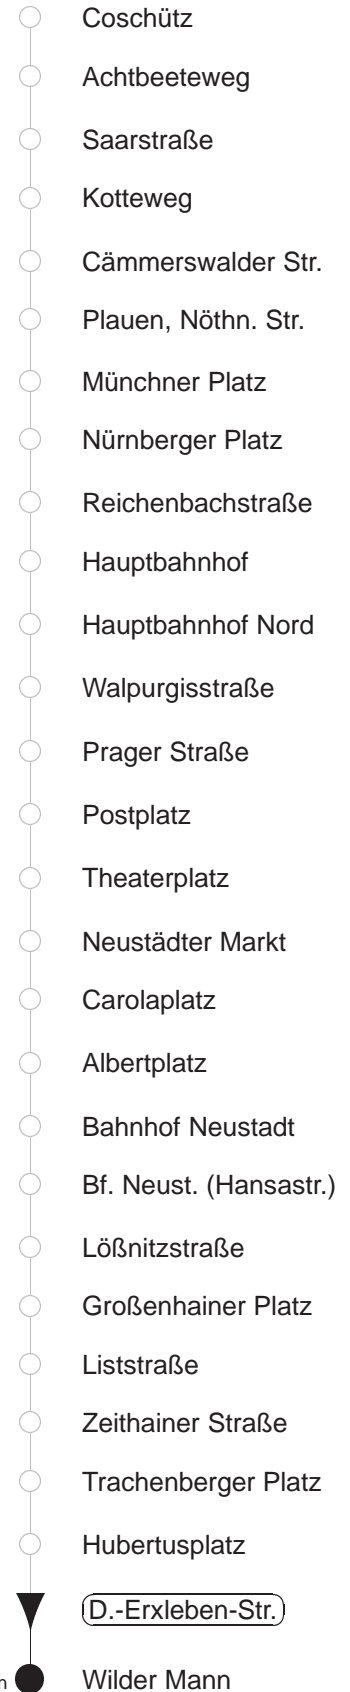 Coschütz
Achtbeeteweg
Saarstraße
Kotteweg
Cämmerswalder Str.
Plauen, Nöthn. Str.
Münchner Platz
Nürnberger Platz
Reichenbachstraße
Hauptbahnhof
Hauptbahnhof Nord
Walpurgisstraße
Prager Straße
Postplatz
Theaterplatz
Neustädter Markt
Carolaplatz
Albertplatz
Bahnhof Neustadt
Bf. Neust. (Hansastr.)
Lößnitzstraße
Großenhainer Platz
Liststraße
Zeithainer Straße
Trachenberger Platz
Hubertusplatz
D.-Erxleben-Str.
Wilder Mann